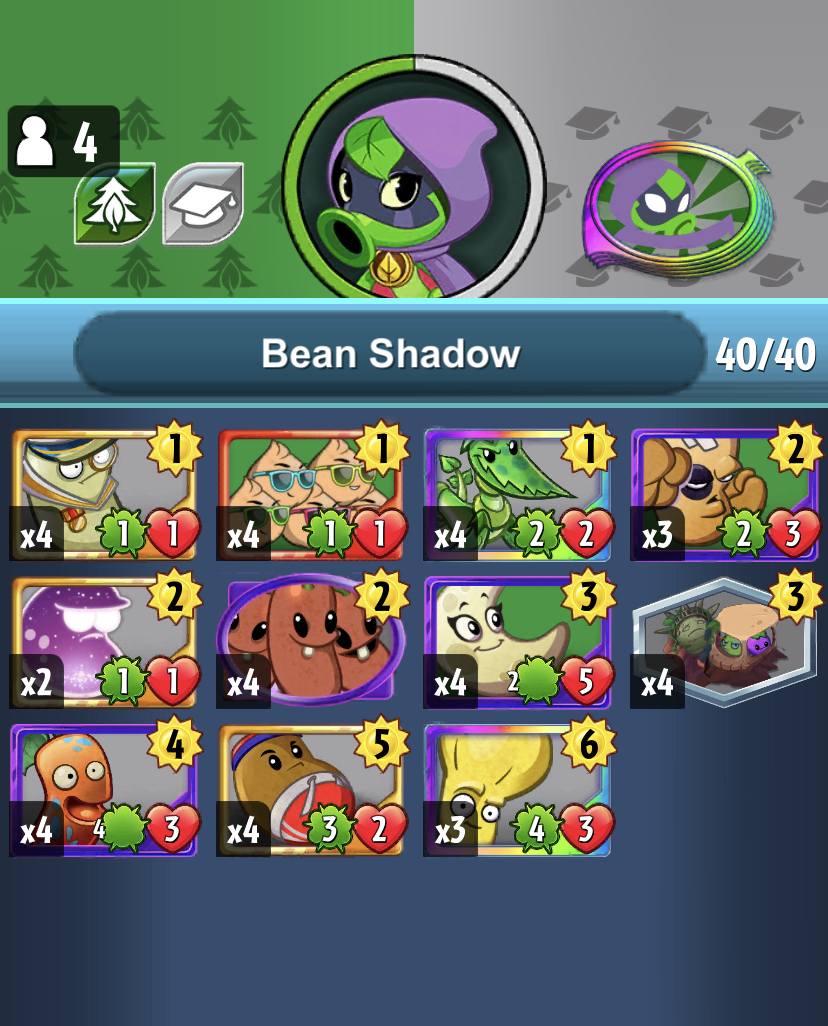 4
Bean Shadow 40/40
1 1 1 2
x4 1 1 x4 1 1 x4 2 2 x3 2 3
2 2 3 3
x2 1 1 x4 x4 2 5 x4
4 5 6
x4 4 3 x4 3 2 x3 4 3